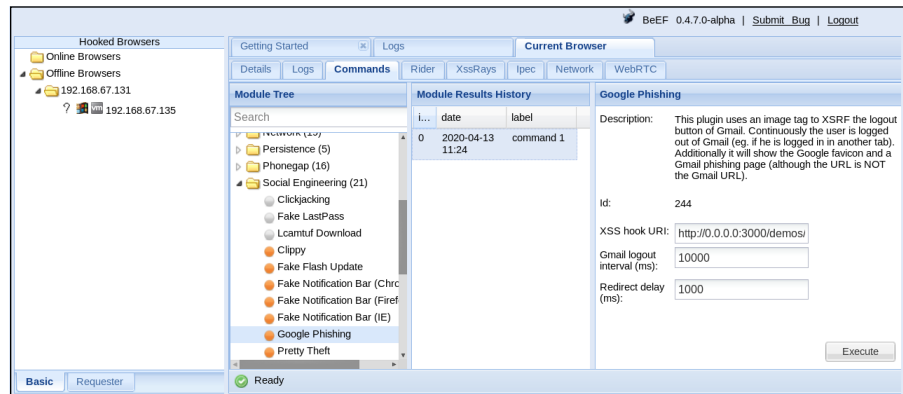 BeEF 0.4.7.0-alpha | Submit Bug | Logout
Hooked Browsers
Online Browsers
Offline Browsers
192.168.67.131
? vm 192.168.67.135
Basic Requester
Getting Started Logs Current Browser
Details Logs Commands Rider XssRays Ipec Network WebRTC
Module Tree
Search
Network (19)
Persistence (5)
Phonegap (16)
Social Engineering (21)
Clickjacking
Fake LastPass
Lcamtuf Download
Clippy
Fake Flash Update
Fake Notification Bar (Chro
Fake Notification Bar (Firef
Fake Notification Bar (IE)
Google Phishing
Pretty Theft
Module Results History
i... date label
0 2020-04-13 command 1
11:24
Google Phishing
Description: This plugin uses an image tag to XSRF the logout
button of Gmail. Continuously the user is logged
out of Gmail (eg. if he is logged in in another tab).
Additionally it will show the Google favicon and a
Gmail phishing page (although the URL is NOT
the Gmail URL).
Id: 244
XSS hook URI: http://0.0.0.0:3000/demos/
Gmail logout
interval (ms): 10000
Redirect delay
(ms): 1000
Execute
Ready